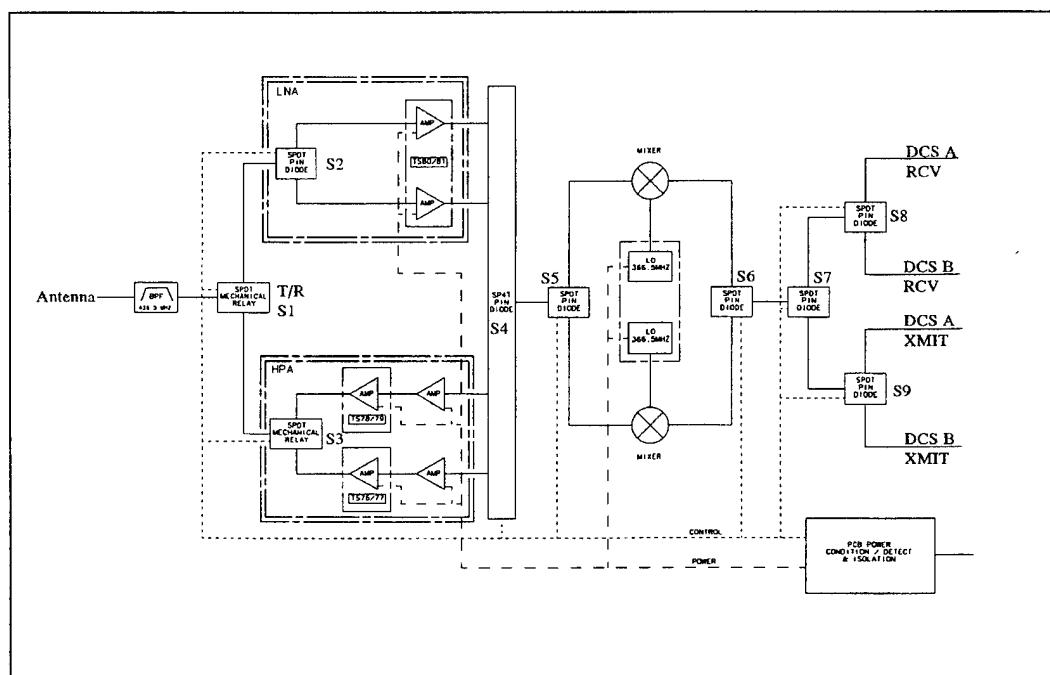 LNA
AMP
SPDT
PIN
DIODE
S2
TS80/81
AMP
MIXER
DCS A
RCV
SPDT
PIN
DIODE
S8
DCS B
RCV
LO
366.5MHZ
S5
SPDT
PIN
DIODE
S6
SPDT
PIN
DIODE
S7
SPDT
PIN
DIODE
SP4T
PIN
DIODE
S4
Antenna
BPF
SPDT
MECHANICAL
RELAY
T/R
S1
LO
366.5MHZ
DCS A
XMIT
SPDT
PIN
DIODE
S9
DCS B
XMIT
HPA
AMP
TS78/79
AMP
SPDT
MECHANICAL
RELAY
S3
AMP
TS76/77
AMP
MIXER
CONTROL
POWER
PCB POWER
CONDITION / DETECT
& ISOLATION